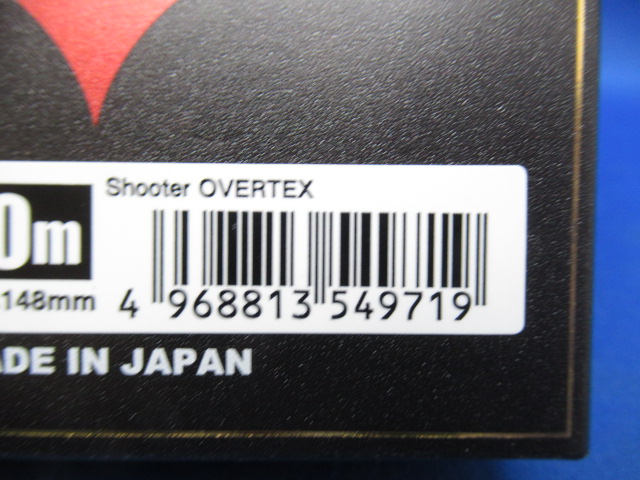 Shooter OVERTEX
0m
148mm
4 968813 549719
ADE IN JAPAN